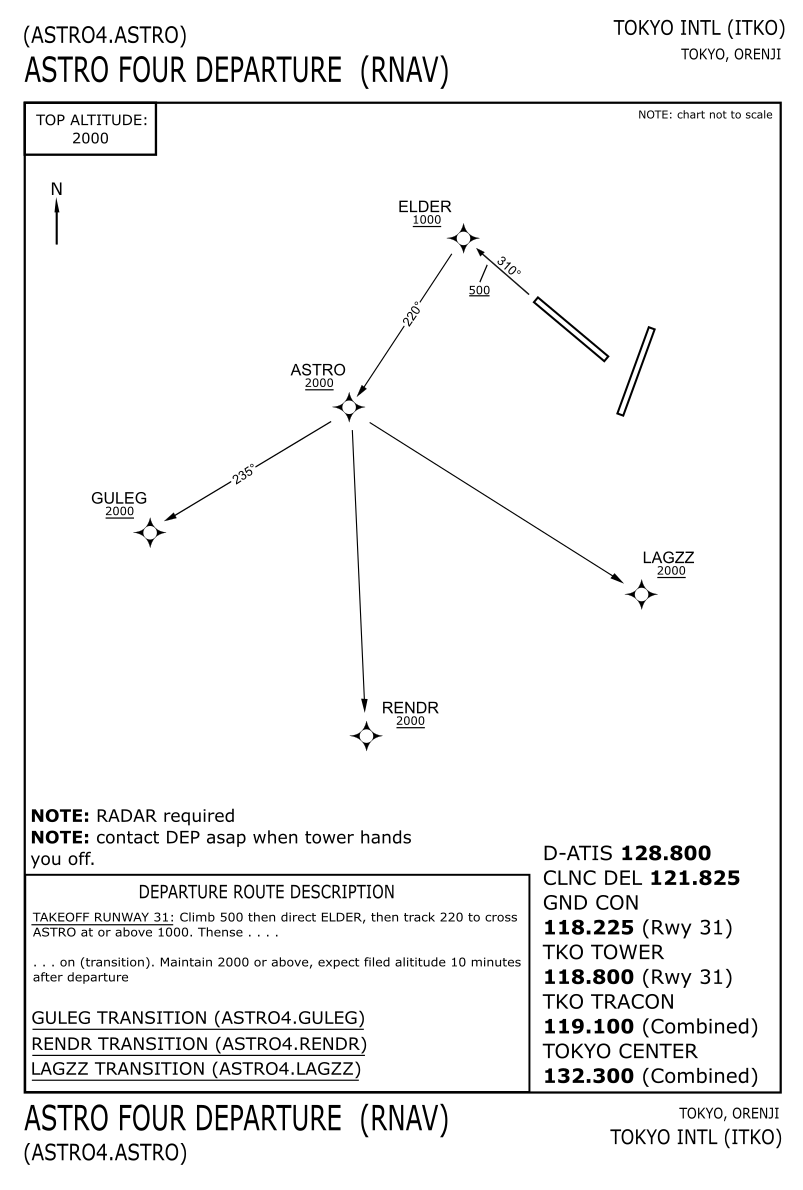 (ASTRO4.ASTRO)
TOKYO INTL (ITKO)
ASTRO FOUR DEPARTURE (RNAV)
TOKYO, ORENJI
TOP ALTITUDE:
2000
NOTE: chart not to scale
N
ELDER
1000
310°
500
220°
ASTRO
2000
235°
GULEG
2000
LAGZZ
2000
RENDR
2000
NOTE: RADAR required
NOTE: contact DEP asap when tower hands
you off.
DEPARTURE ROUTE DESCRIPTION
TAKEOFF RUNWAY 31: Climb 500 then direct ELDER, then track 220 to cross
ASTRO at or above 1000. Thense . . . .
. . . on (transition). Maintain 2000 or above, expect filed alititude 10 minutes
after departure
GULEG TRANSITION (ASTRO4.GULEG)
RENDR TRANSITION (ASTRO4.RENDR)
LAGZZ TRANSITION (ASTRO4.LAGZZ)
D-ATIS 128.800
CLNC DEL 121.825
GND CON
118.225 (Rwy 31)
TKO TOWER
118.800 (Rwy 31)
TKO TRACON
119.100 (Combined)
TOKYO CENTER
132.300 (Combined)
ASTRO FOUR DEPARTURE (RNAV)
TOKYO, ORENJI
(ASTRO4.ASTRO)
TOKYO INTL (ITKO)